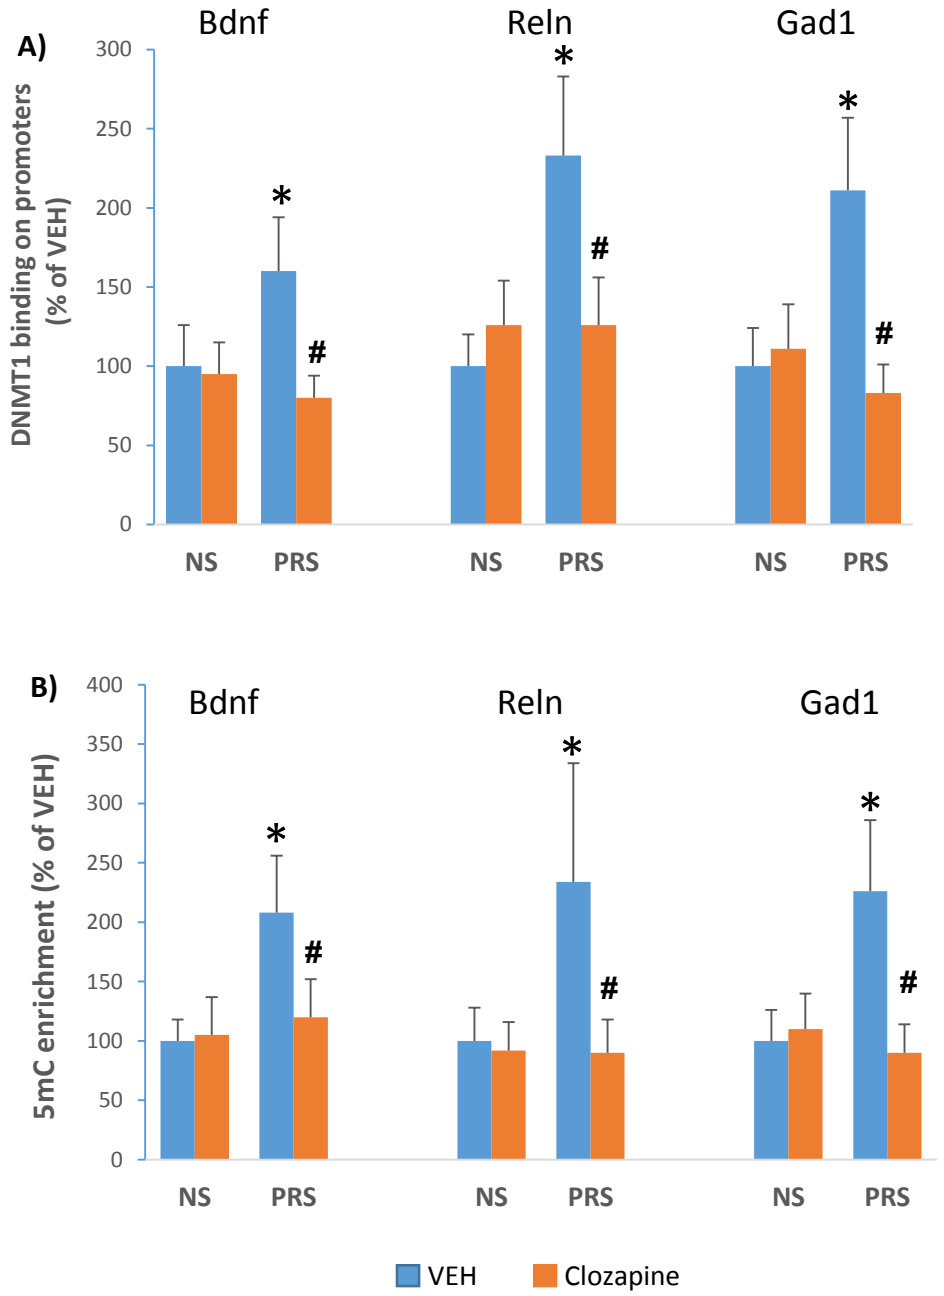 A)
Bdnf Reln Gad1
DNMT1 binding on promoters
(% of VEH)
300
250
200
150
100
50
0
* # * # * #
NS PRS NS PRS NS PRS
B)
Bdnf Reln Gad1
5mC enrichment (% of VEH)
400
350
300
250
200
150
100
50
0
* # * # * #
NS PRS NS PRS NS PRS
VEH Clozapine